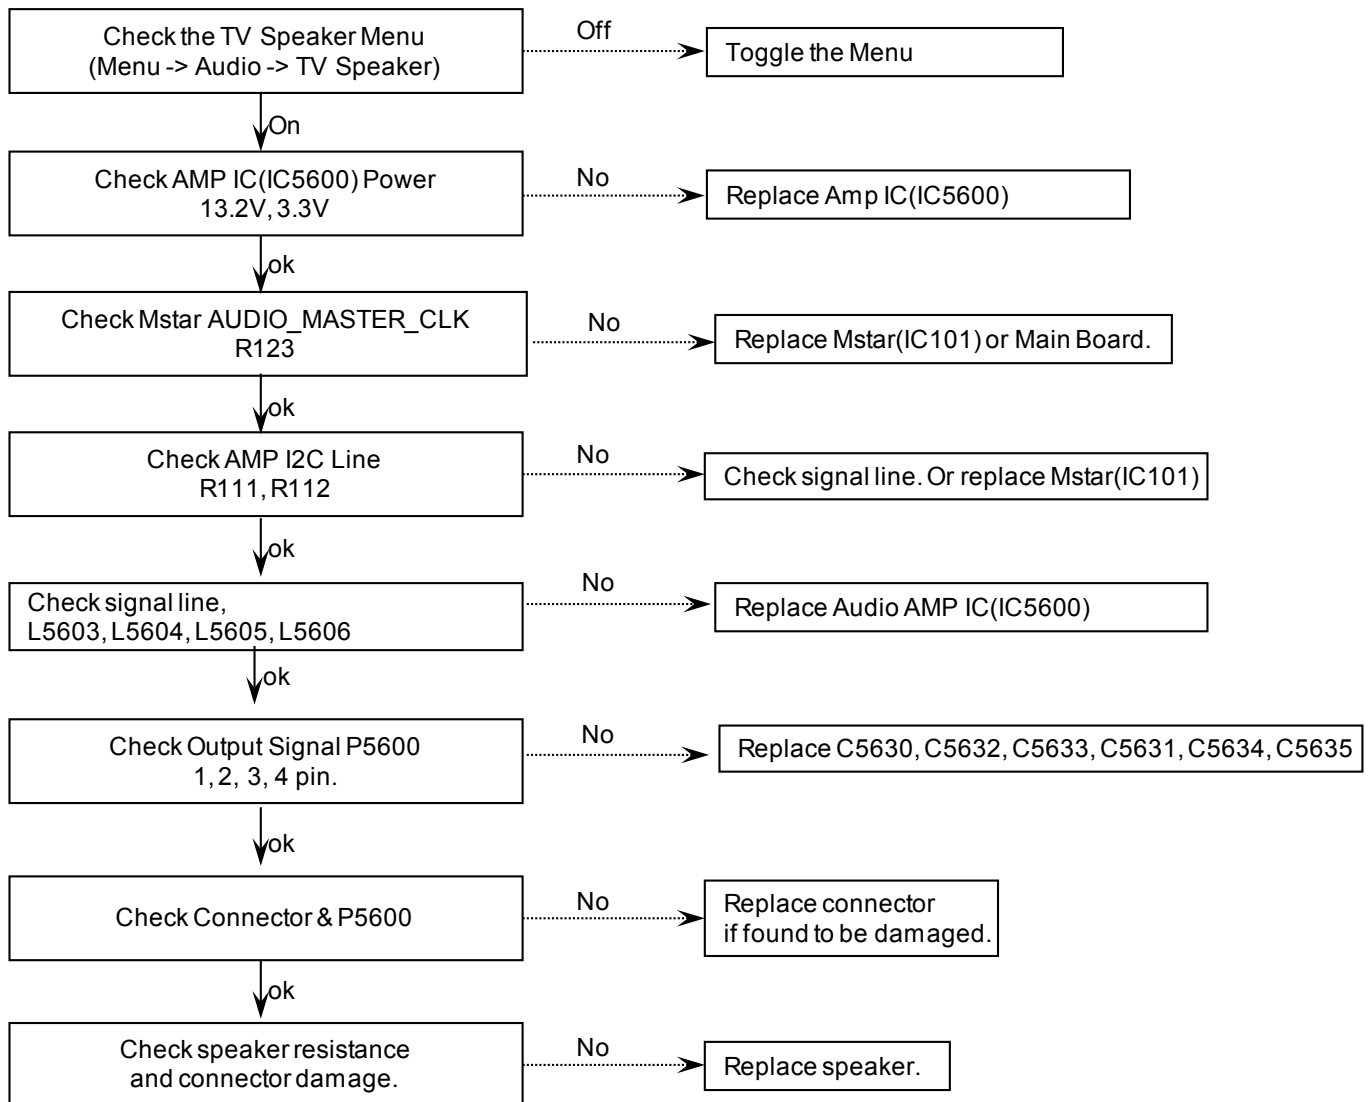 Check the TV Speaker Menu
(Menu -> Audio -> TV Speaker)
Off
Toggle the Menu
On
Check AMP IC(IC5600) Power
13.2V, 3.3V
No
Replace Amp IC(IC5600)
ok
Check Mstar AUDIO_MASTER_CLK
R123
No
Replace Mstar(IC101) or Main Board.
ok
Check AMP I2C Line
R111, R112
No
Check signal line. Or replace Mstar(IC101)
ok
Check signal line,
L5603, L5604, L5605, L5606
No
Replace Audio AMP IC(IC5600)
ok
Check Output Signal P5600
1, 2, 3, 4 pin.
No
Replace C5630, C5632, C5633, C5631, C5634, C5635
ok
Check Connector & P5600
No
Replace connector
if found to be damaged.
ok
Check speaker resistance
and connector damage.
No
Replace speaker.